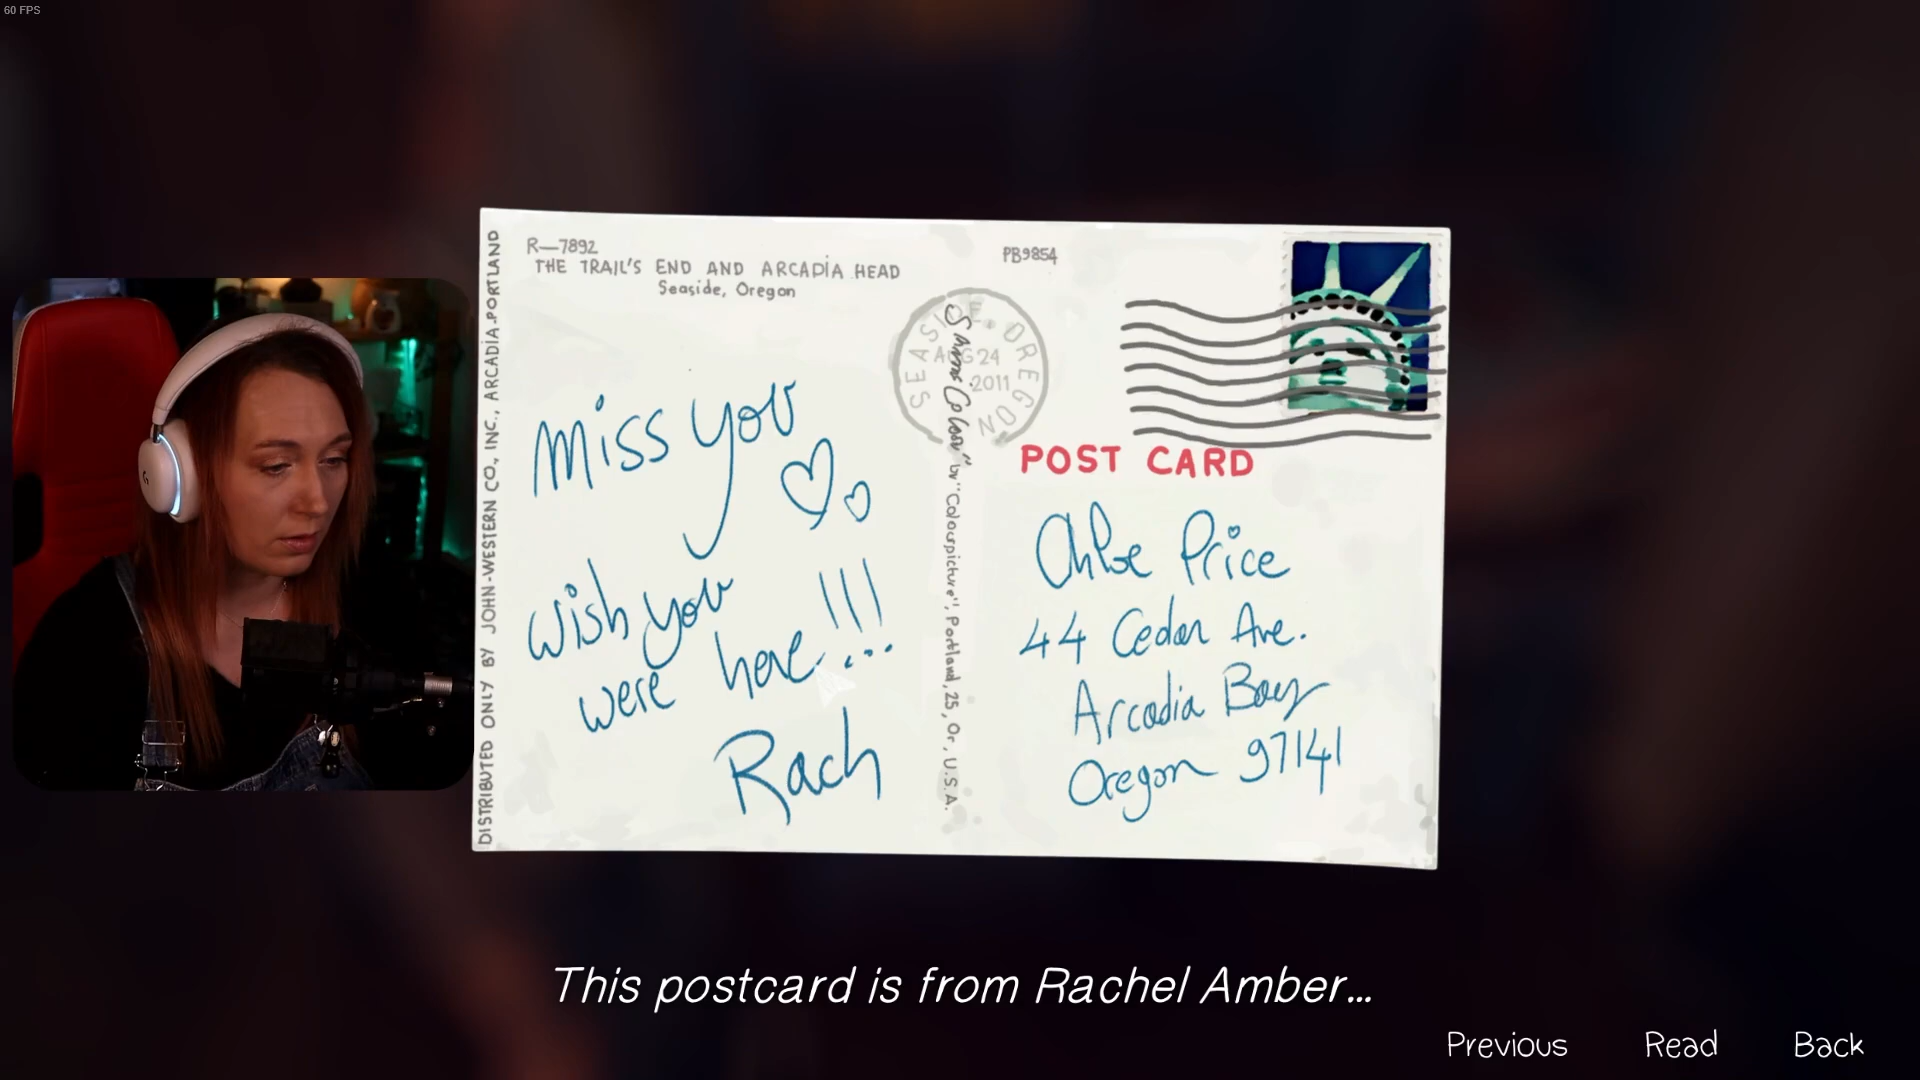 60 FPS
R—7892
THE TRAIL'S END AND ARCADIA HEAD
Seaside, Oregon
PB9854
DISTRIBUTED ONLY BY JOHN-WESTERN CO., INC., ARCADIA-PORTLAND
SEASIDE. OREGON
AUG 24
2011
by "Colourpicture", Portland, 25, Or, U.S.A.
POST CARD
Miss you
wish you
were here!!!...
Rach
Chloe Price
44 Cedar Ave.
Arcadia Bay
Oregon 97141
This postcard is from Rachel Amber...
Previous
Read
Back